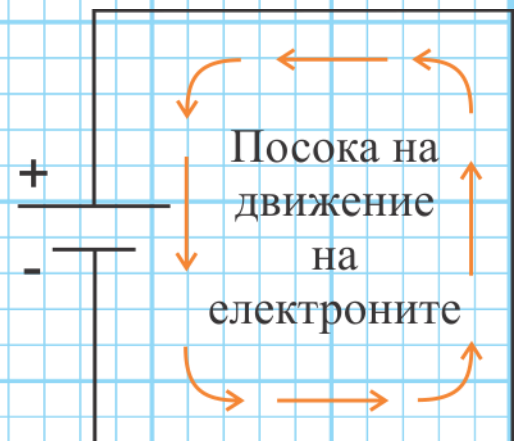 Посока на
+
движение
на
-
електроните